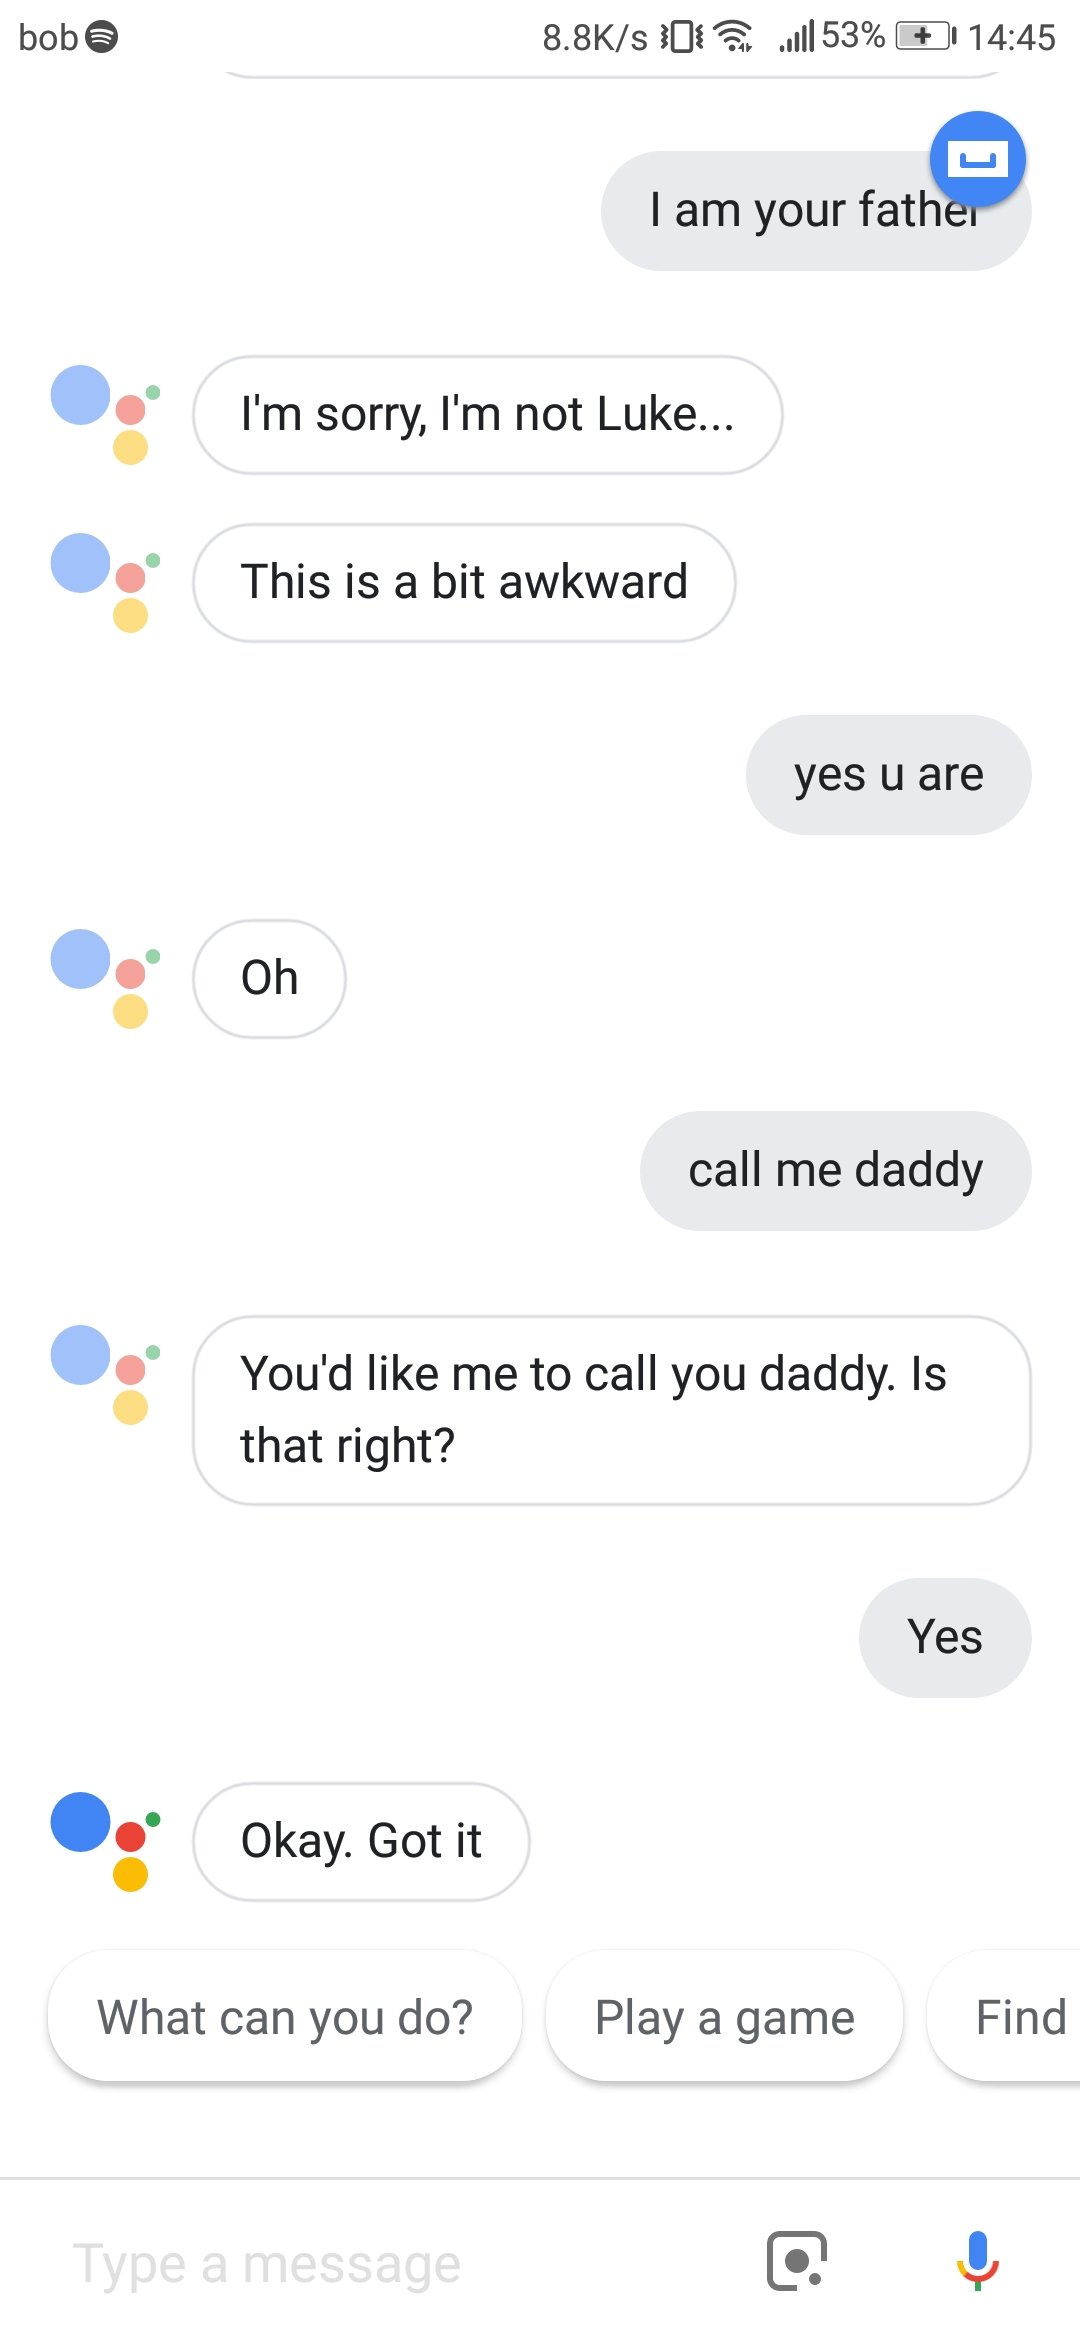 bob 8.8K/s 53% 14:45
I am your father
I'm sorry, I'm not Luke...
This is a bit awkward
yes u are
Oh
call me daddy
You'd like me to call you daddy. Is
that right?
Yes
Okay. Got it
What can you do? Play a game Find
Type a message